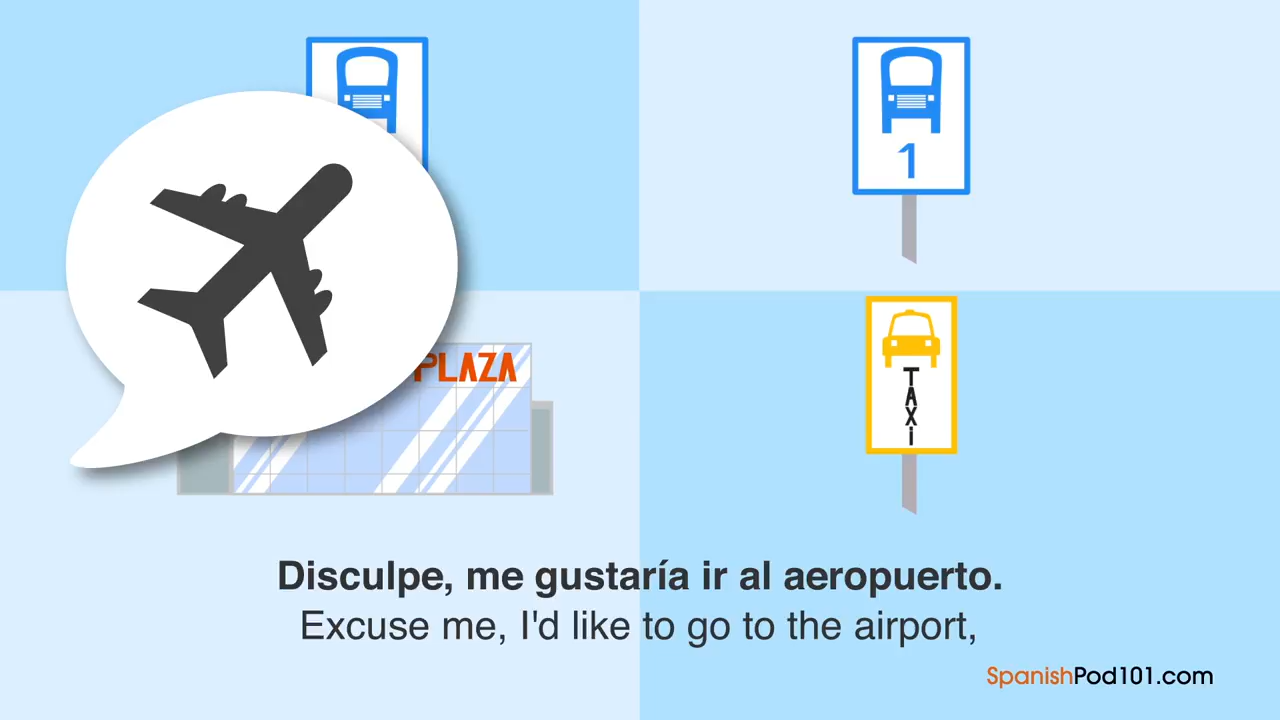 1
PLAZA
TAXi
Disculpe, me gustaría ir al aeropuerto.
Excuse me, I'd like to go to the airport,
SpanishPod101.com